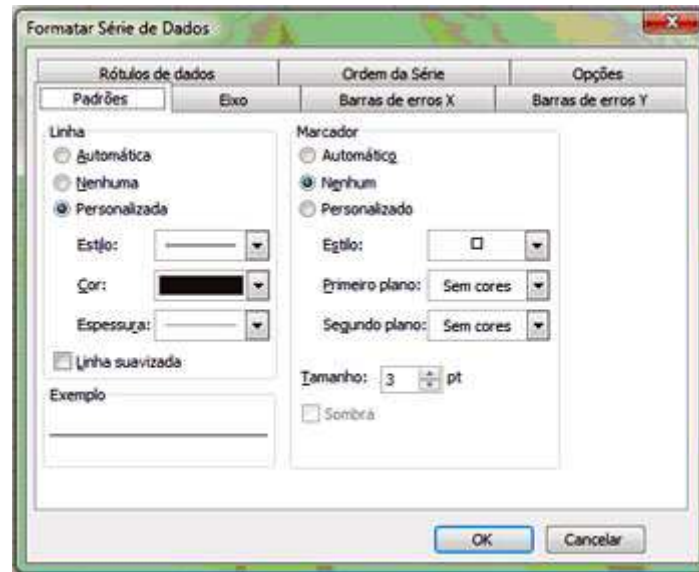 Formatar Série de Dados
Rótulos de dados Ordem da Série Opções
Padrões Eixo Barras de erros X Barras de erros Y
Linha
Automática
Nenhuma
Personalizada
Estilo:
Cor:
Espessura:
Linha suavizada
Exemplo
Marcador
Automático
Nenhum
Personalizado
Estilo:
Primeiro plano: Sem cores
Segundo plano: Sem cores
Tamanho: 3 pt
Sombra
OK Cancelar